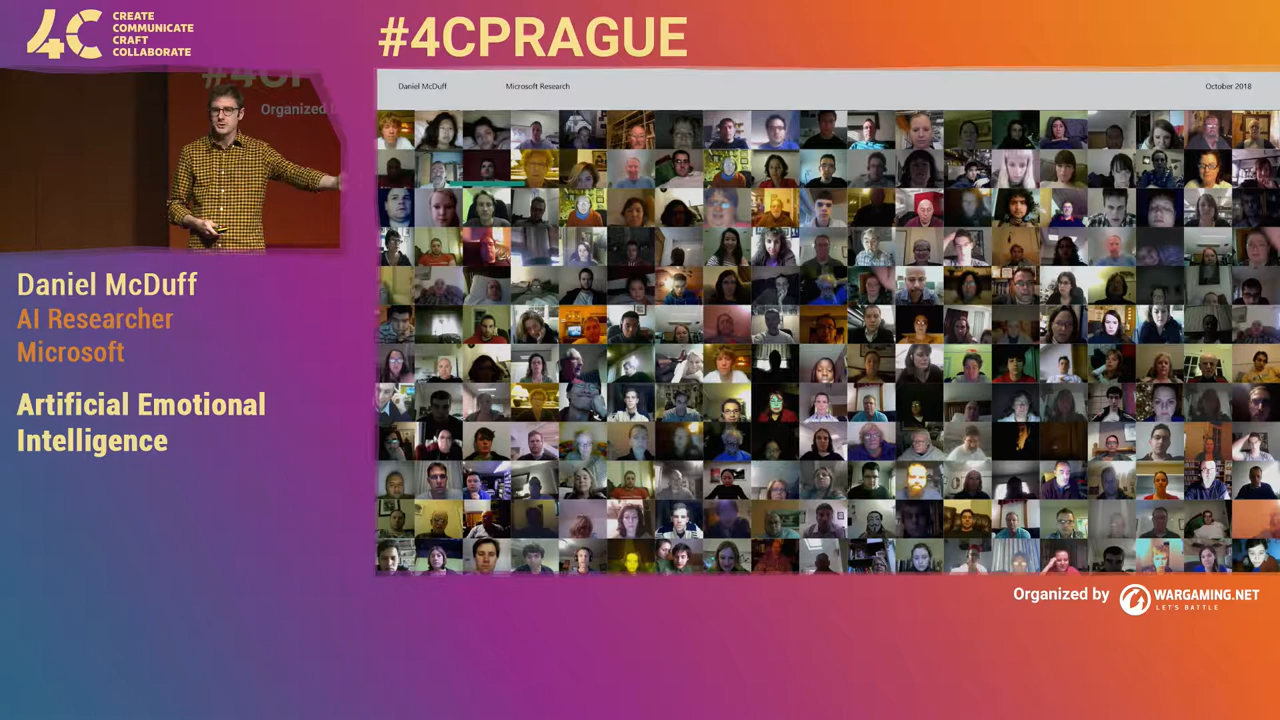 4C
CREATE
COMMUNICATE
CRAFT
COLLABORATE
#4CPRAGUE
Organized
Daniel McDuff
Microsoft Research
October 2018
Daniel McDuff
AI Researcher
Microsoft
Artificial Emotional
Intelligence
Organized by
WARGAMING.NET
LET'S BATTLE